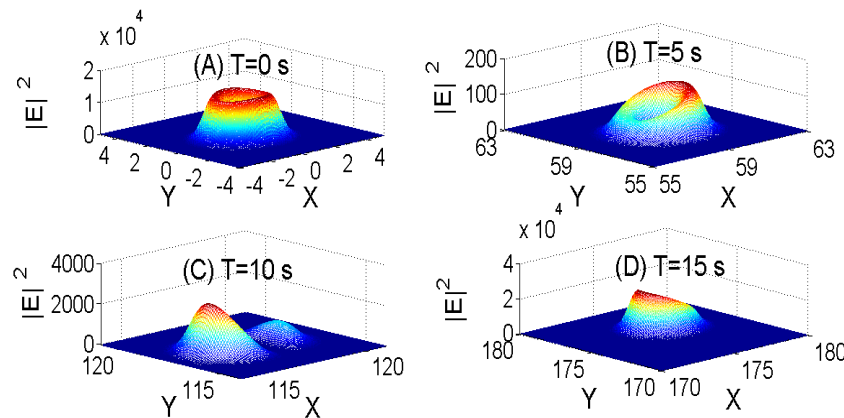 x 10^4
(A) T=0 s
|E|^2
2
1
0
4 2 0 -2 -4
-4 -2 0 2 4
Y X
(B) T=5 s
|E|^2
200
100
0
63 59 55
55 59 63
Y X
(C) T=10 s
|E|^2
4000
2000
0
120 115
115 120
Y X
x 10^4
(D) T=15 s
|E|^2
4
2
0
180 175 170
170 175 180
Y X